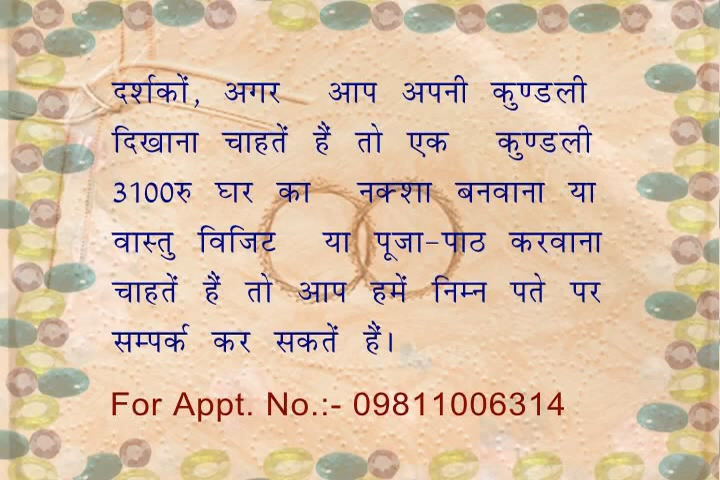 दर्शकों, अगर आप अपनी कुण्डली
दिखाना चाहतें हैं तो एक कुण्डली
3100रु घर का नक्शा बनवाना या
वास्तु विजिट या पूजा-पाठ करवाना
चाहतें हैं तो आप हमें निम्न पते पर
सम्पर्क कर सकतें हैं।
For Appt. No.:- 09811006314